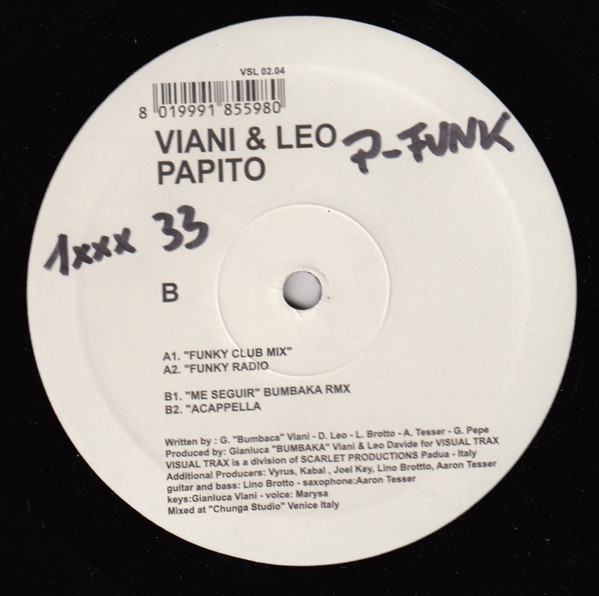 VSL 02.04
8 019991 855980
VIANI & LEO
PAPITO
P-FUNK
1xxx 33
B
A1. "FUNKY CLUB MIX"
A2. "FUNKY RADIO
B1. "ME SEGUIR" BUMBAKA RMX
B2. "ACAPPELLA
Written by : G. "Bumbaca" Viani - D. Leo - L. Brotto - A. Tesser - G. Pepe
Produced by: Gianluca "BUMBAKA" Viani & Leo Davide for VISUAL TRAX
VISUAL TRAX is a division of SCARLET PRODUCTIONS Padua - Italy
Additional Producers: Vyrus, Kabal , Joel Key, Lino Brottto, Aaron Tesser
guitar and bass: Lino Brotto - saxophone:Aaron Tesser
keys:Gianluca Viani - voice: Marysa
Mixed at "Chunga Studio" Venice Italy